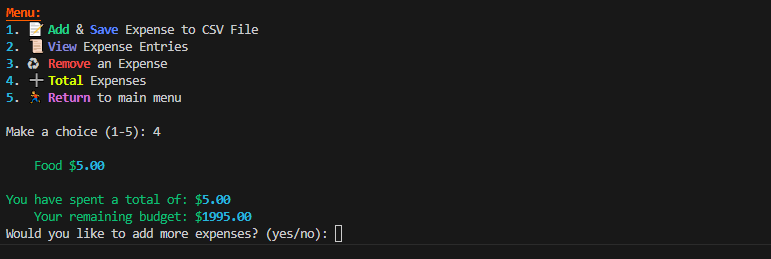 Menu:
1. 📝 Add & Save Expense to CSV File
2. 📜 View Expense Entries
3. ♻ Remove an Expense
4. ➕ Total Expenses
5. 🏃 Return to main menu
Make a choice (1-5): 4
Food $5.00
You have spent a total of: $5.00
Your remaining budget: $1995.00
Would you like to add more expenses? (yes/no):